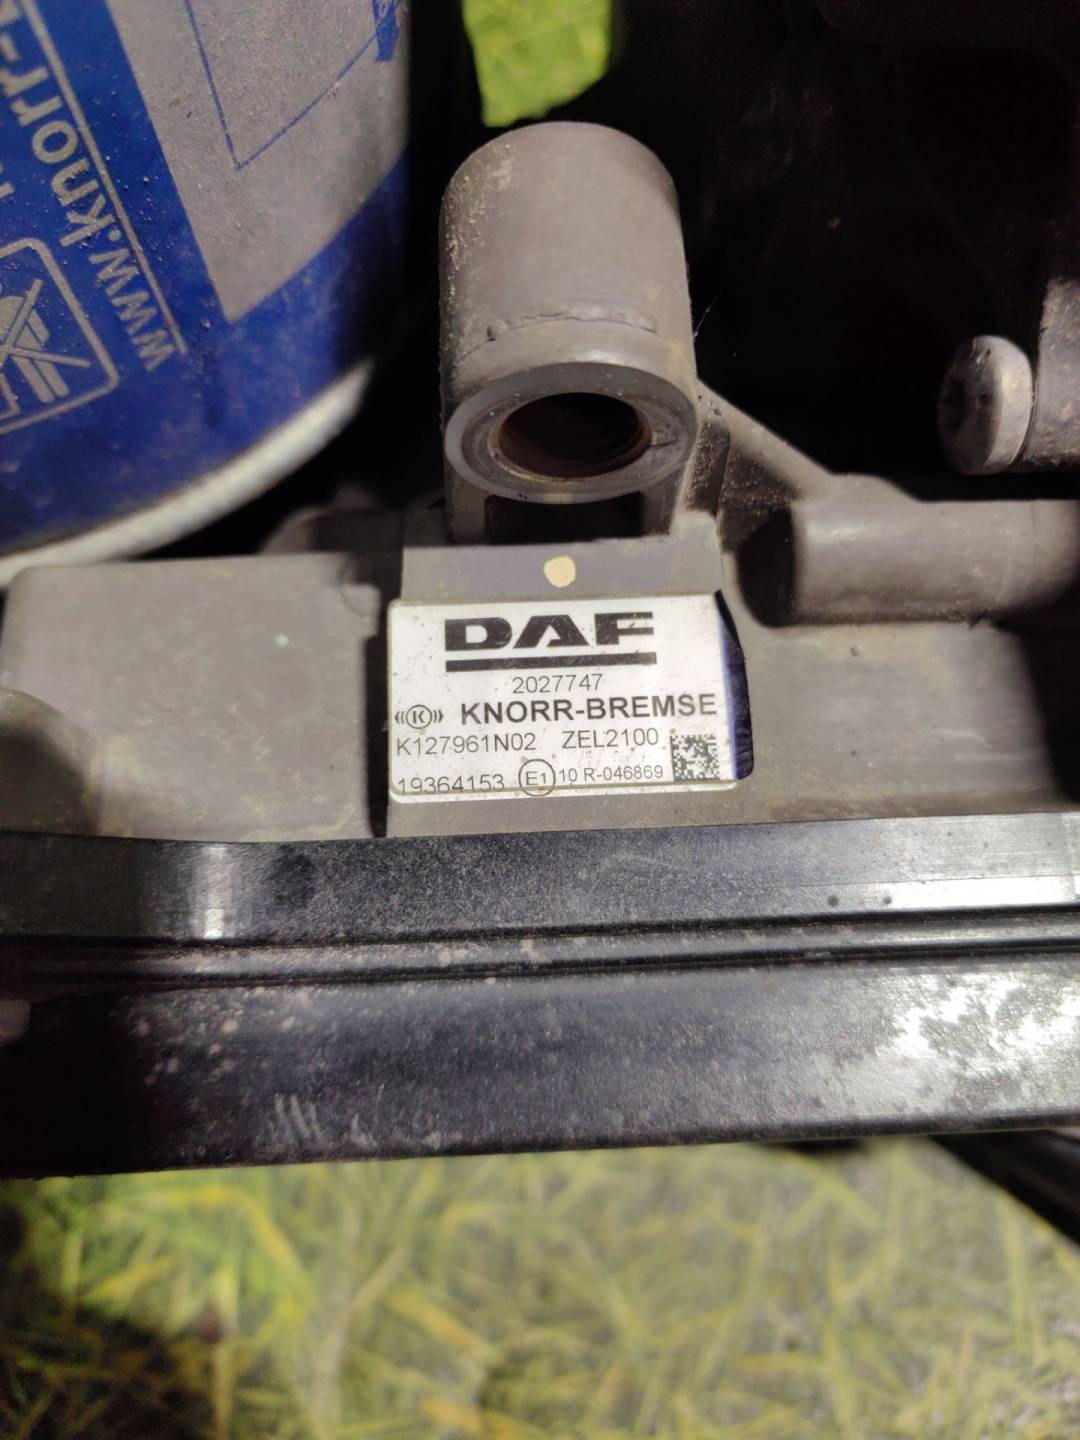 www.knorr-
DAF
2027747
((K)) KNORR-BREMSE
K127961N02 ZEL2100
19364153 E1 10 R-046869